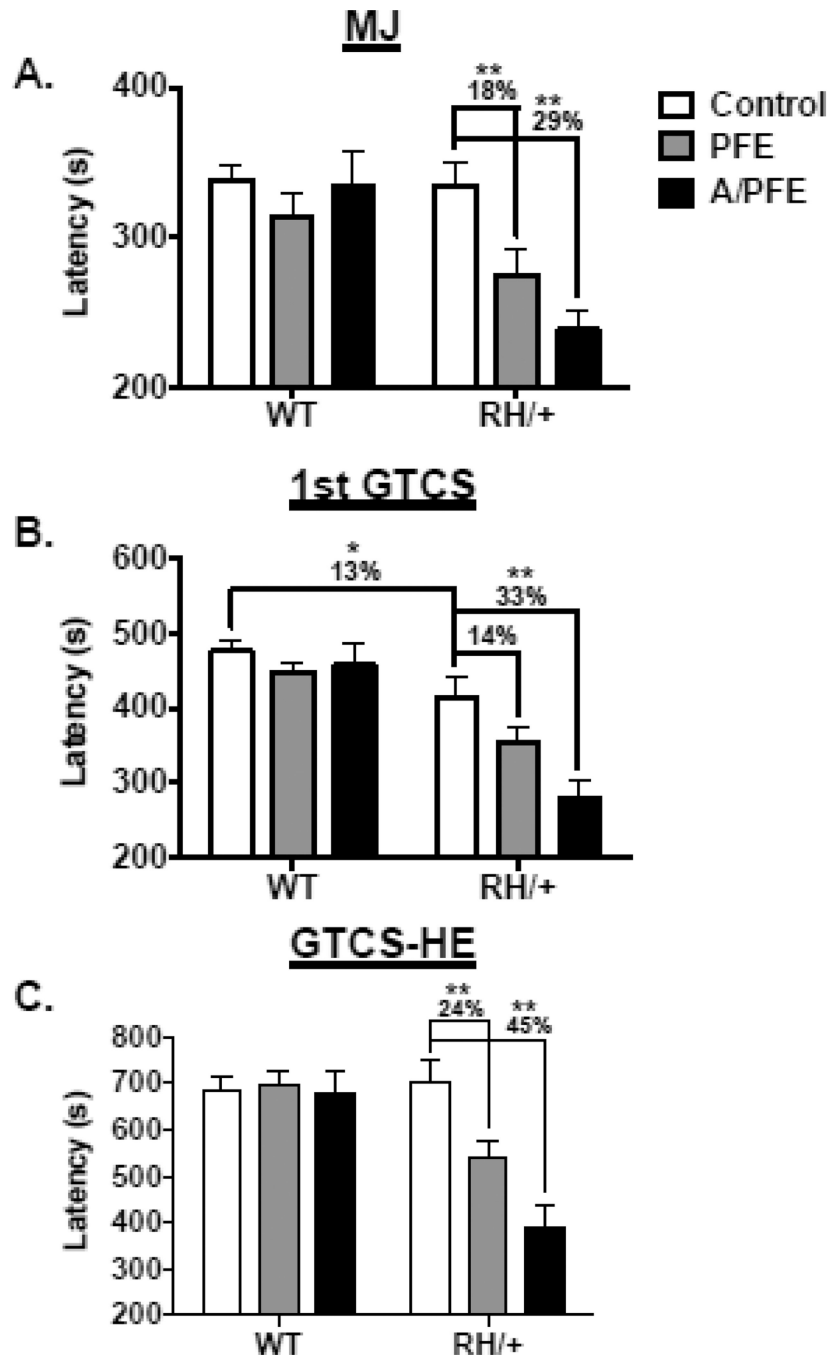 MJ
A.
**
18%
**
29%
Control
PFE
A/PFE
Latency (s)
400
300
200
WT
RH/+
1st GTCS
B.
*
13%
**
33%
14%
Latency (s)
600
500
400
300
200
WT
RH/+
GTCS-HE
C.
**
24%
**
45%
Latency (s)
800
700
600
500
400
300
200
WT
RH/+